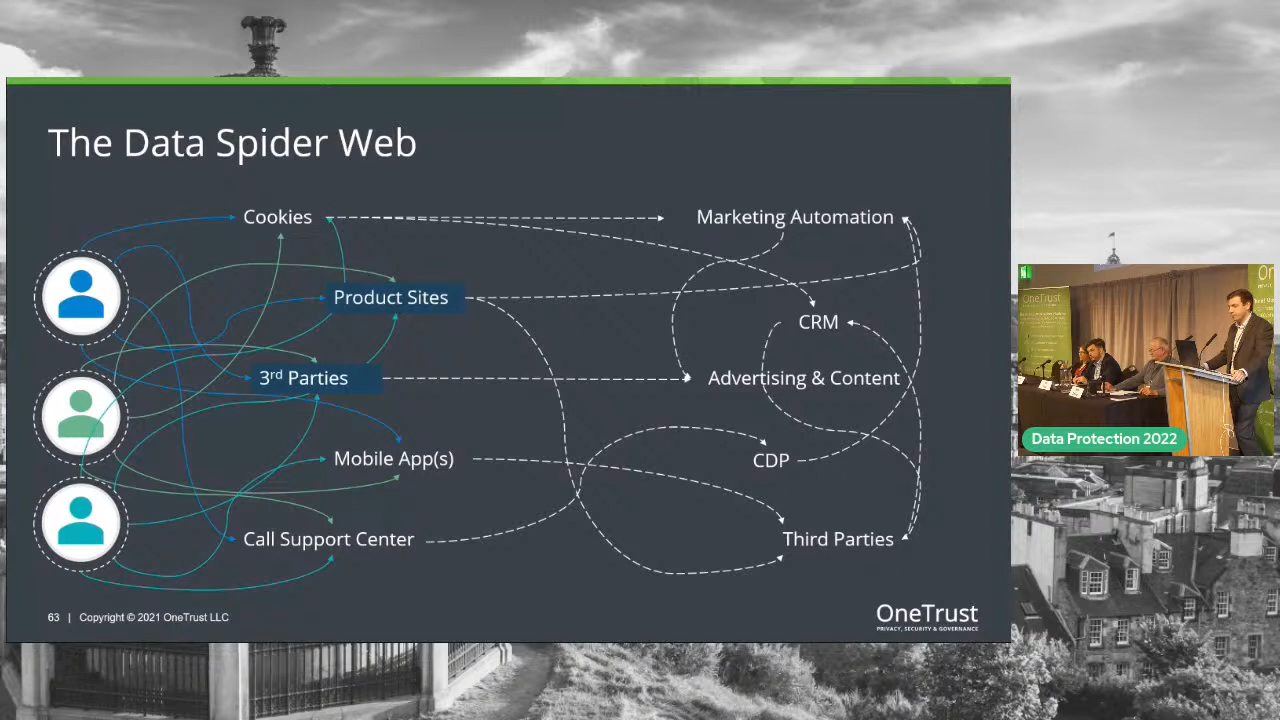 The Data Spider Web
Cookies
Marketing Automation
Product Sites
CRM
3rd Parties
Advertising & Content
Mobile App(s)
CDP
Call Support Center
Third Parties
63 | Copyright © 2021 OneTrust LLC
OneTrust
PRIVACY, SECURITY & GOVERNANCE
OneTrust
Data Protection 2022